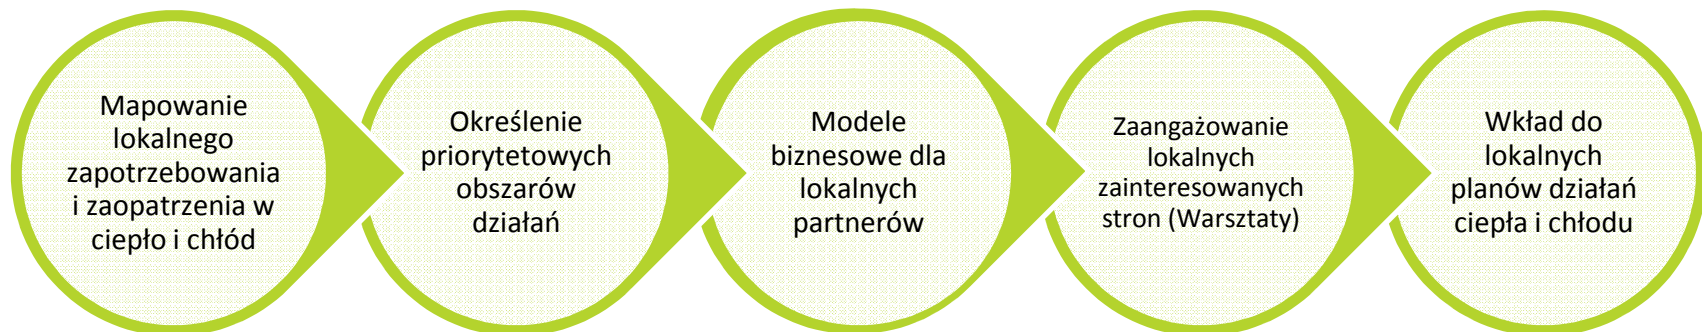 Mapowanie
lokalnego
zapotrzebowania
i zaopatrzenia w
ciepło i chłód
Określenie
priorytetowych
obszarów
działań
Modele
biznesowe dla
lokalnych
partnerów
Zaangażowanie
lokalnych
zainteresowanych
stron (Warsztaty)
Wkład do
lokalnych
planów działań
ciepła i chłodu